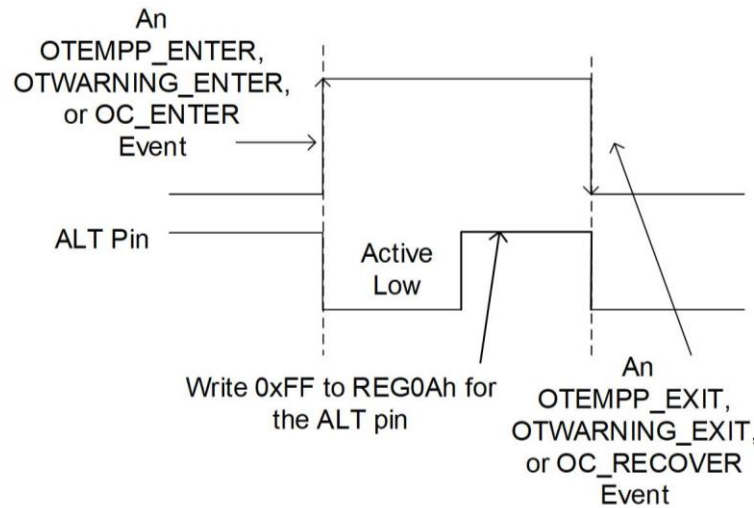 An
OTEMPP_ENTER,
OTWARNING_ENTER,
or OC_ENTER
Event
ALT Pin
Active
Low
Write 0xFF to REG0Ah for
the ALT pin
An
OTEMPP_EXIT,
OTWARNING_EXIT,
or OC_RECOVER
Event